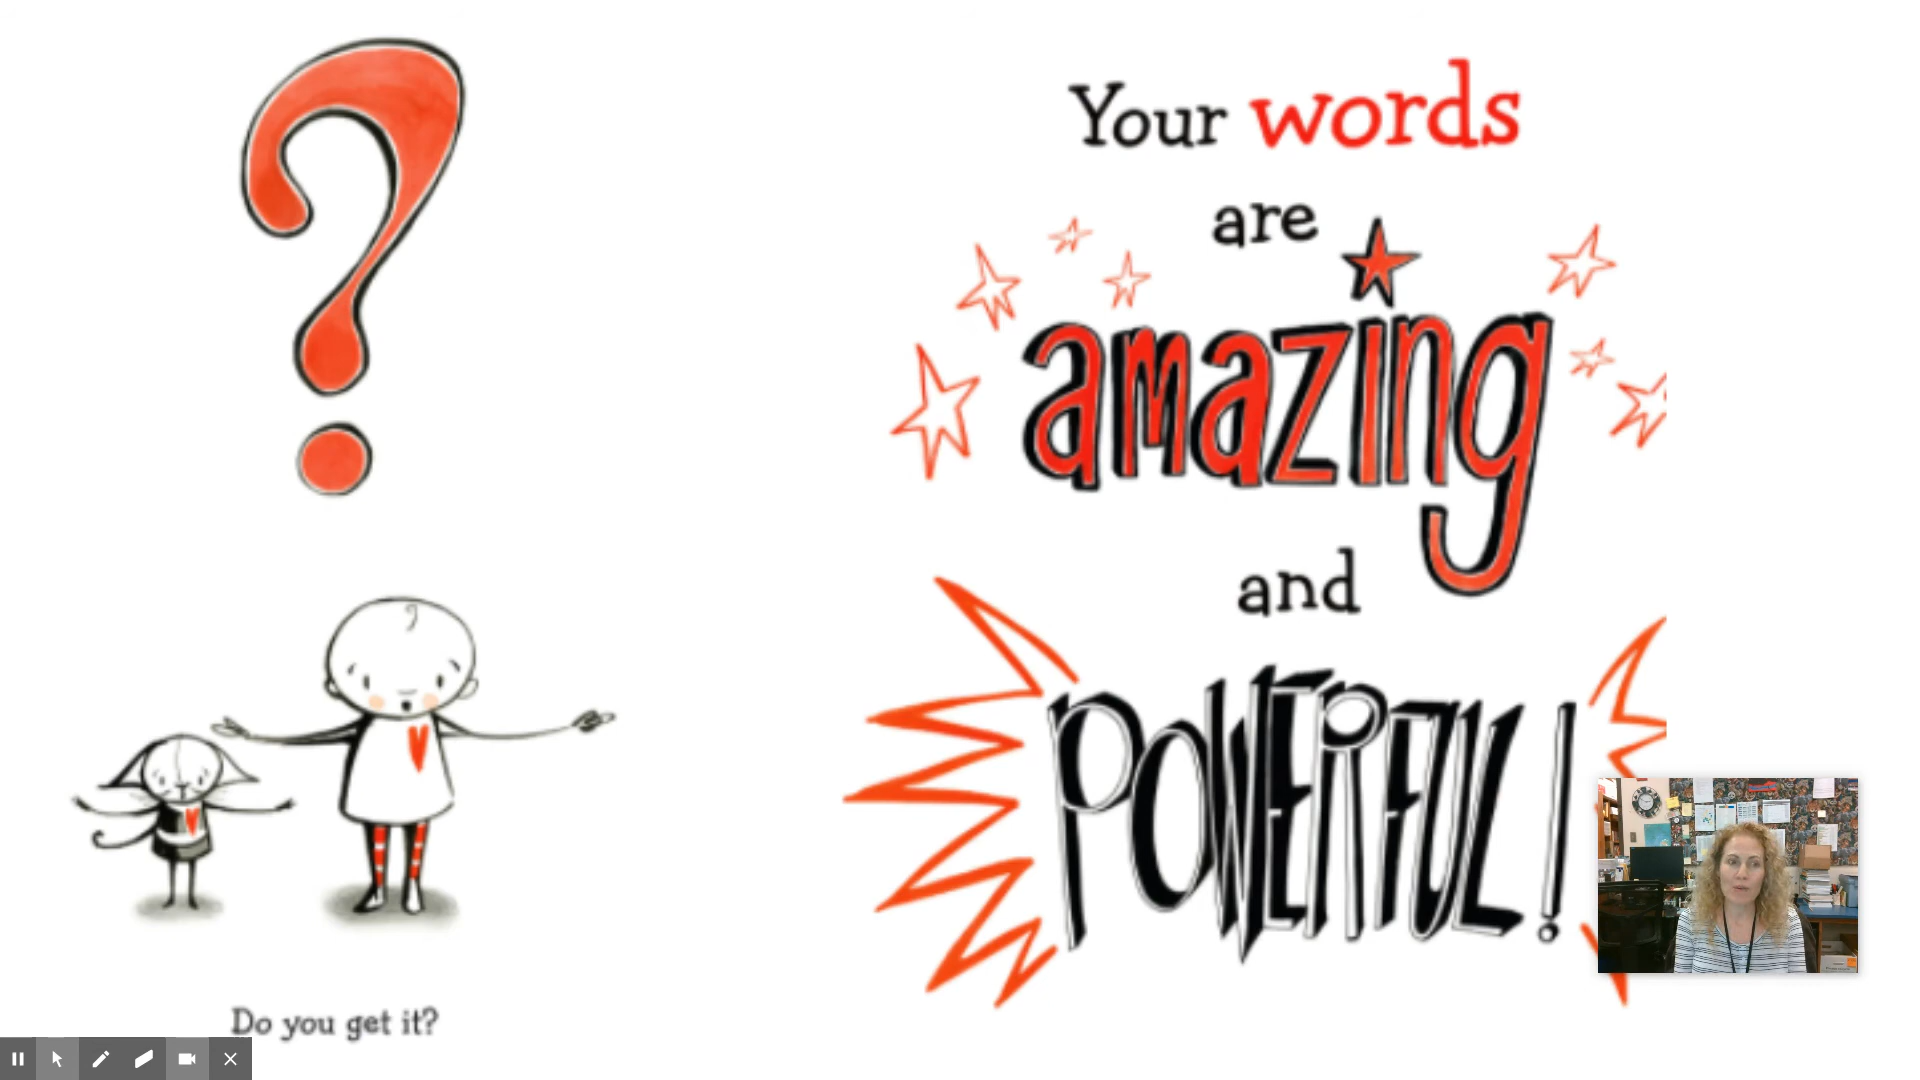 ?
Do you get it?
Your words
are
amazing
and
POWERFUL!